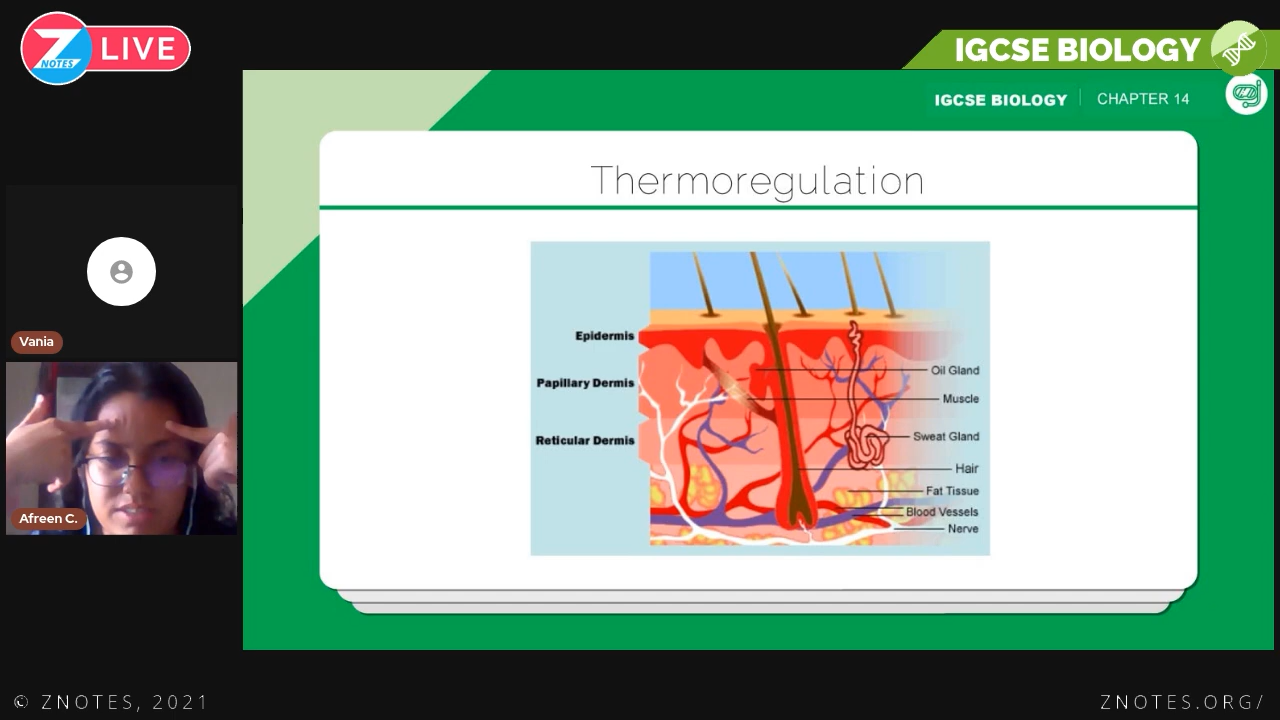 Z NOTES LIVE
IGCSE BIOLOGY
IGCSE BIOLOGY | CHAPTER 14
Thermoregulation
Epidermis
Papillary Dermis
Reticular Dermis
Oil Gland
Muscle
Sweat Gland
Hair
Fat Tissue
Blood Vessels
Nerve
Vania
Afreen C.
© ZNOTES, 2021
ZNOTES.ORG/